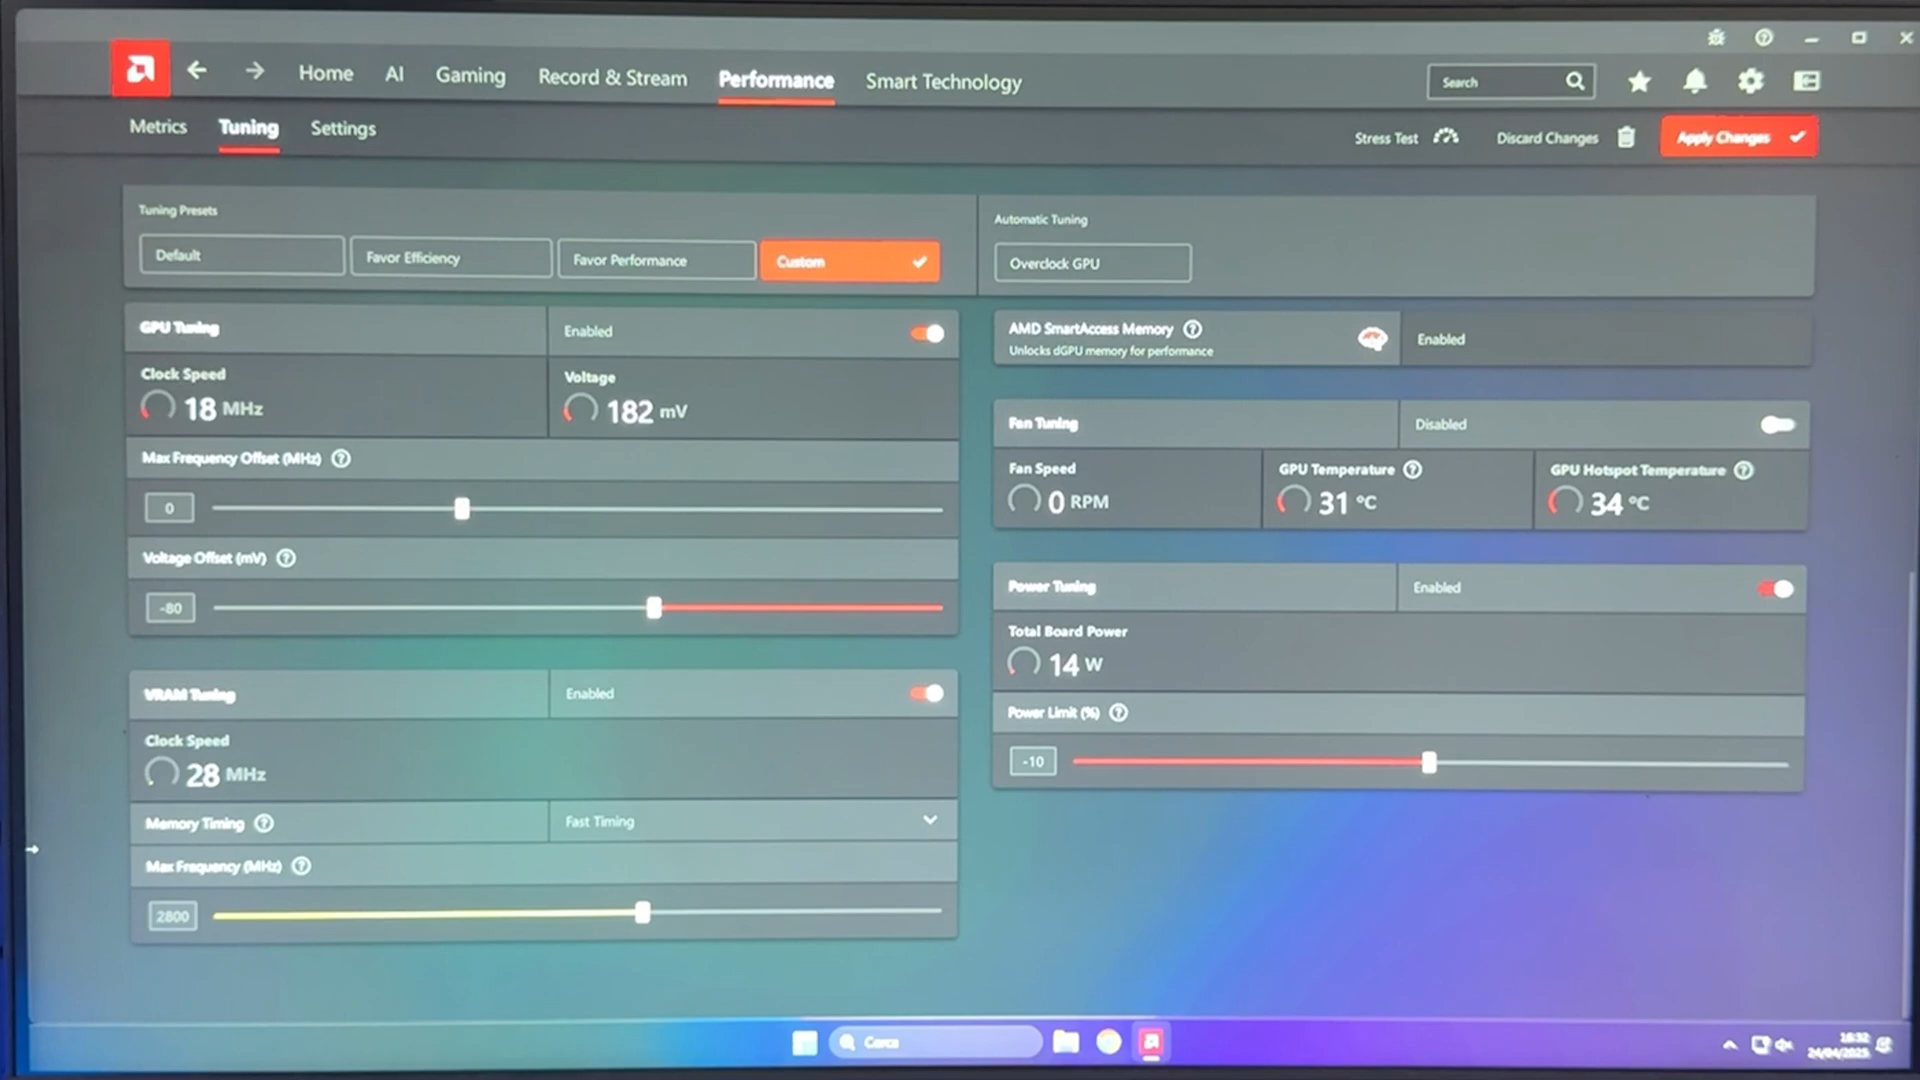 Home AI Gaming Record & Stream Performance Smart Technology Search
Metrics Tuning Settings Stress Test Discard Changes Apply Changes
Tuning Presets
Default Favor Efficiency Favor Performance Custom
Automatic Tuning
Overclock GPU
GPU Tuning Enabled
Clock Speed
18 MHz
Voltage
182 mV
Max Frequency Offset (MHz)
0
Voltage Offset (mV)
-80
VRAM Tuning Enabled
Clock Speed
28 MHz
Memory Timing Fast Timing
Max Frequency (MHz)
2800
AMD SmartAccess Memory
Unlocks dGPU memory for performance
Enabled
Fan Tuning Disabled
Fan Speed
0 RPM
GPU Temperature
31 °C
GPU Hotspot Temperature
34 °C
Power Tuning Enabled
Total Board Power
14 W
Power Limit (%)
-10
Cerca
16:32
24/04/2025